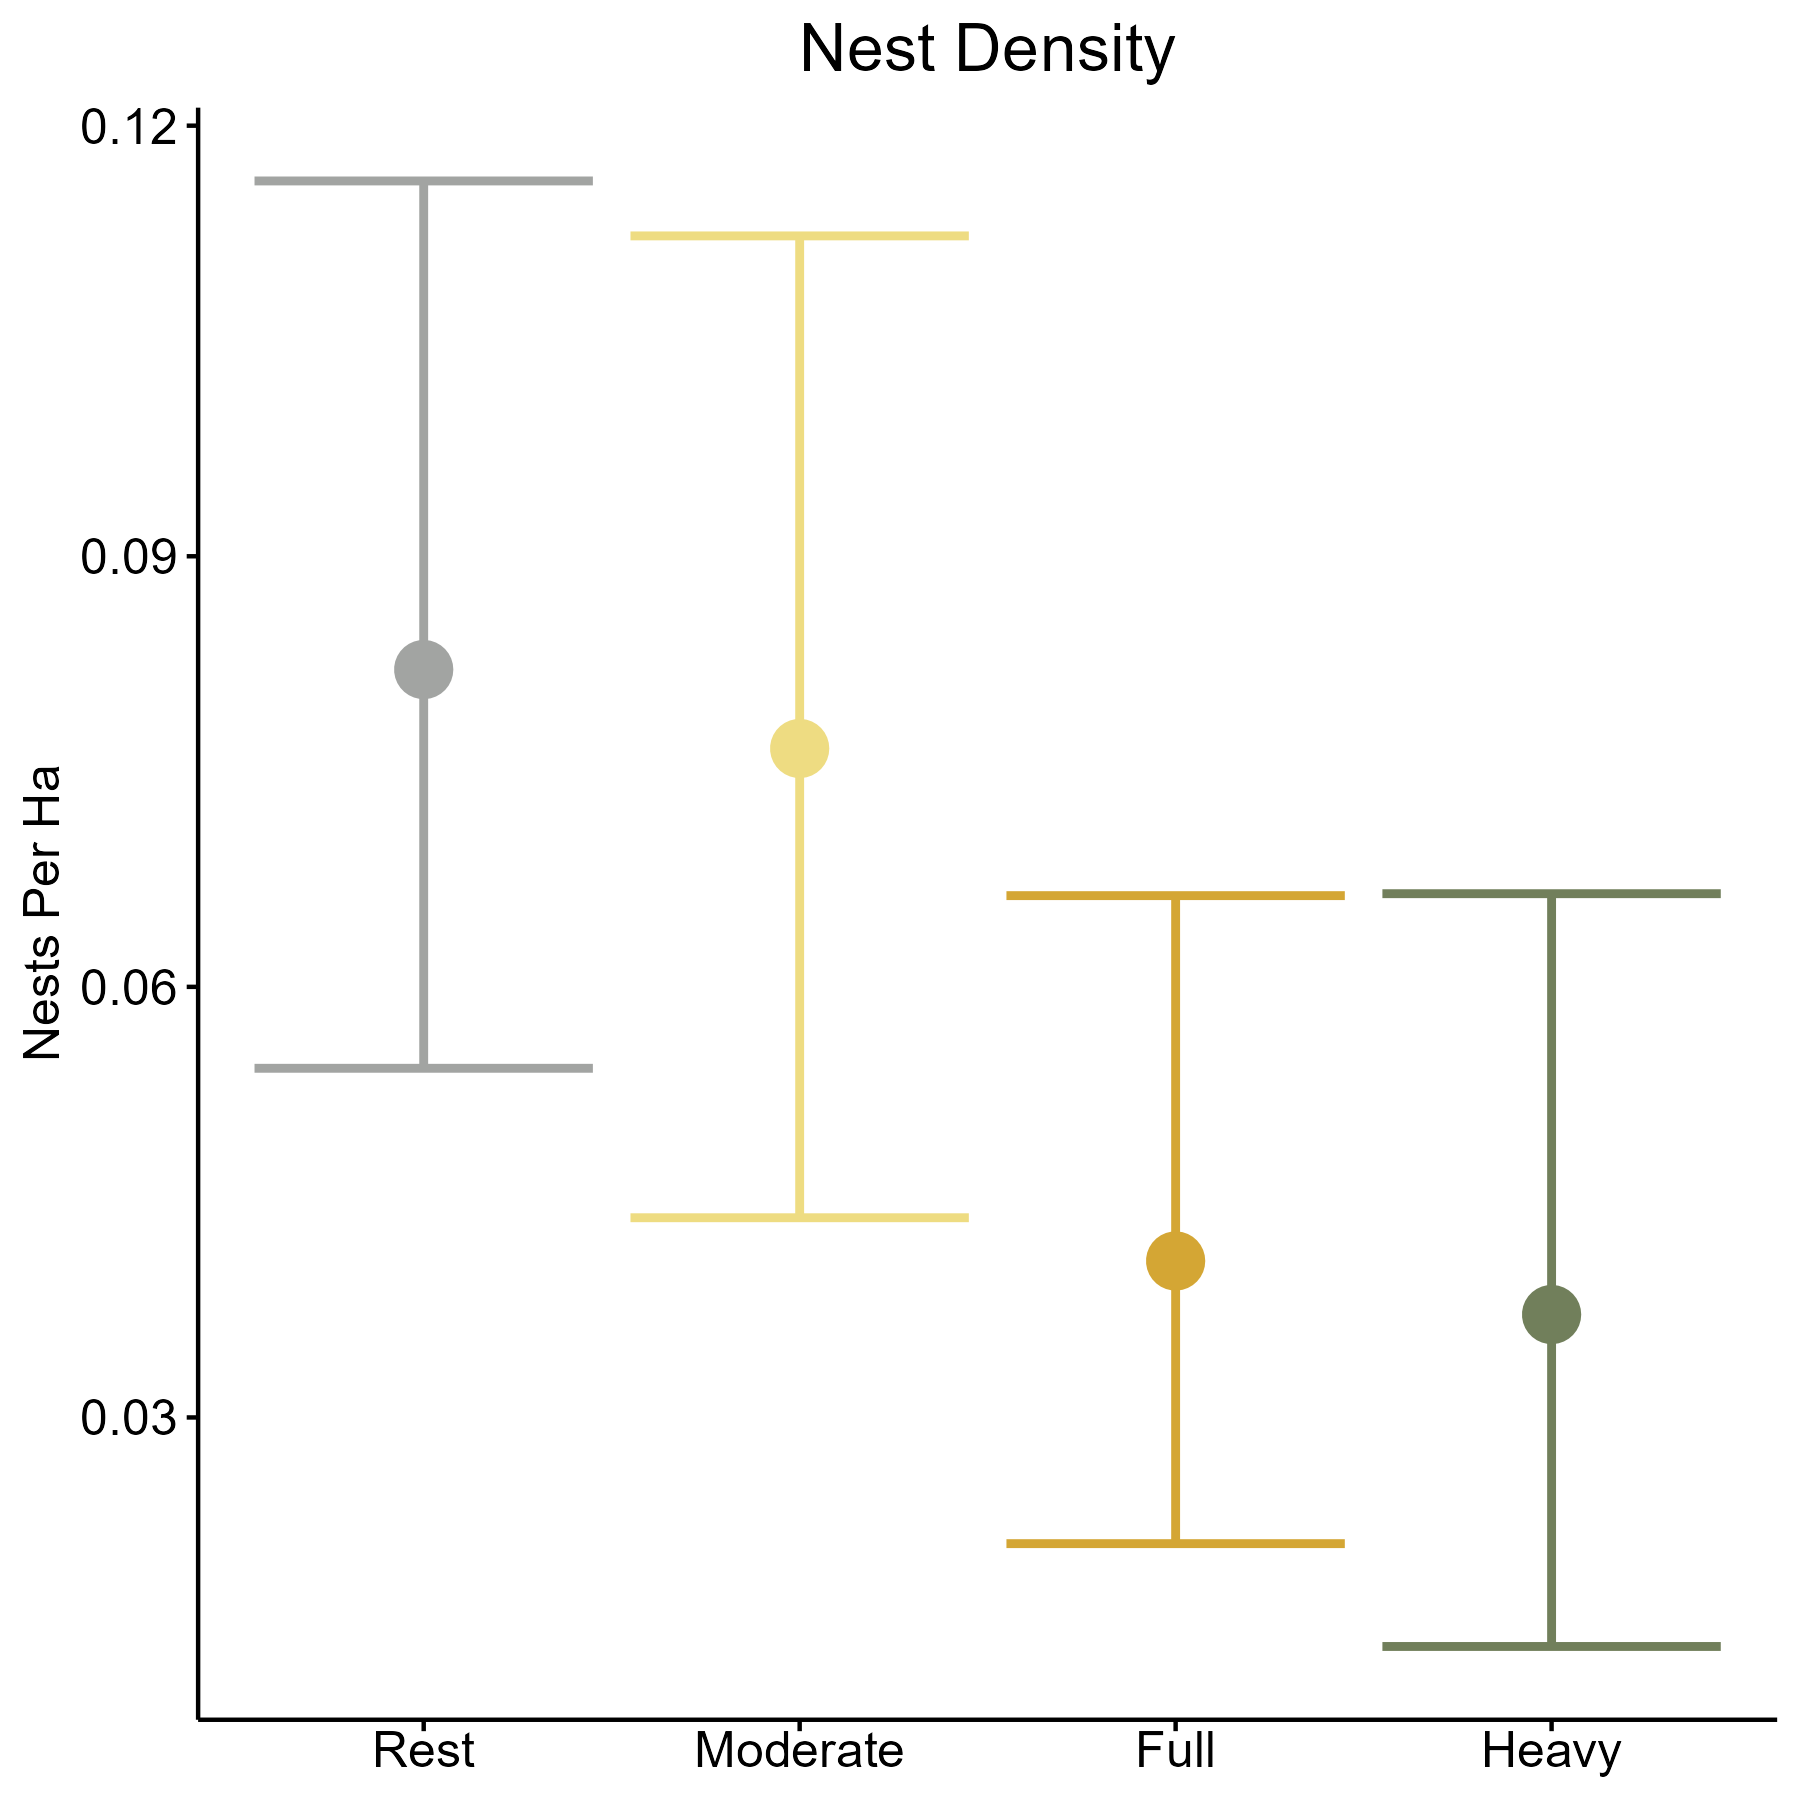 Nest Density
Nests Per Ha
0.12
0.09
0.06
0.03
Rest
Moderate
Full
Heavy